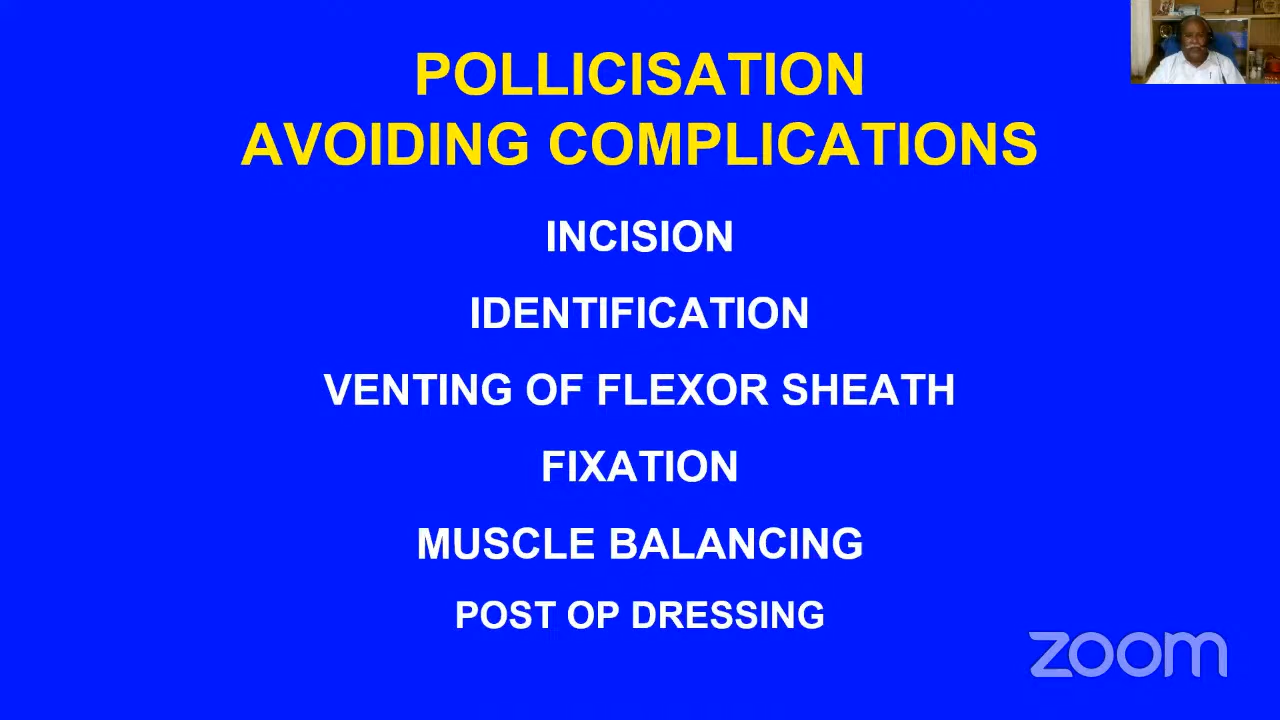 POLLICISATION
AVOIDING COMPLICATIONS
INCISION
IDENTIFICATION
VENTING OF FLEXOR SHEATH
FIXATION
MUSCLE BALANCING
POST OP DRESSING
zoom